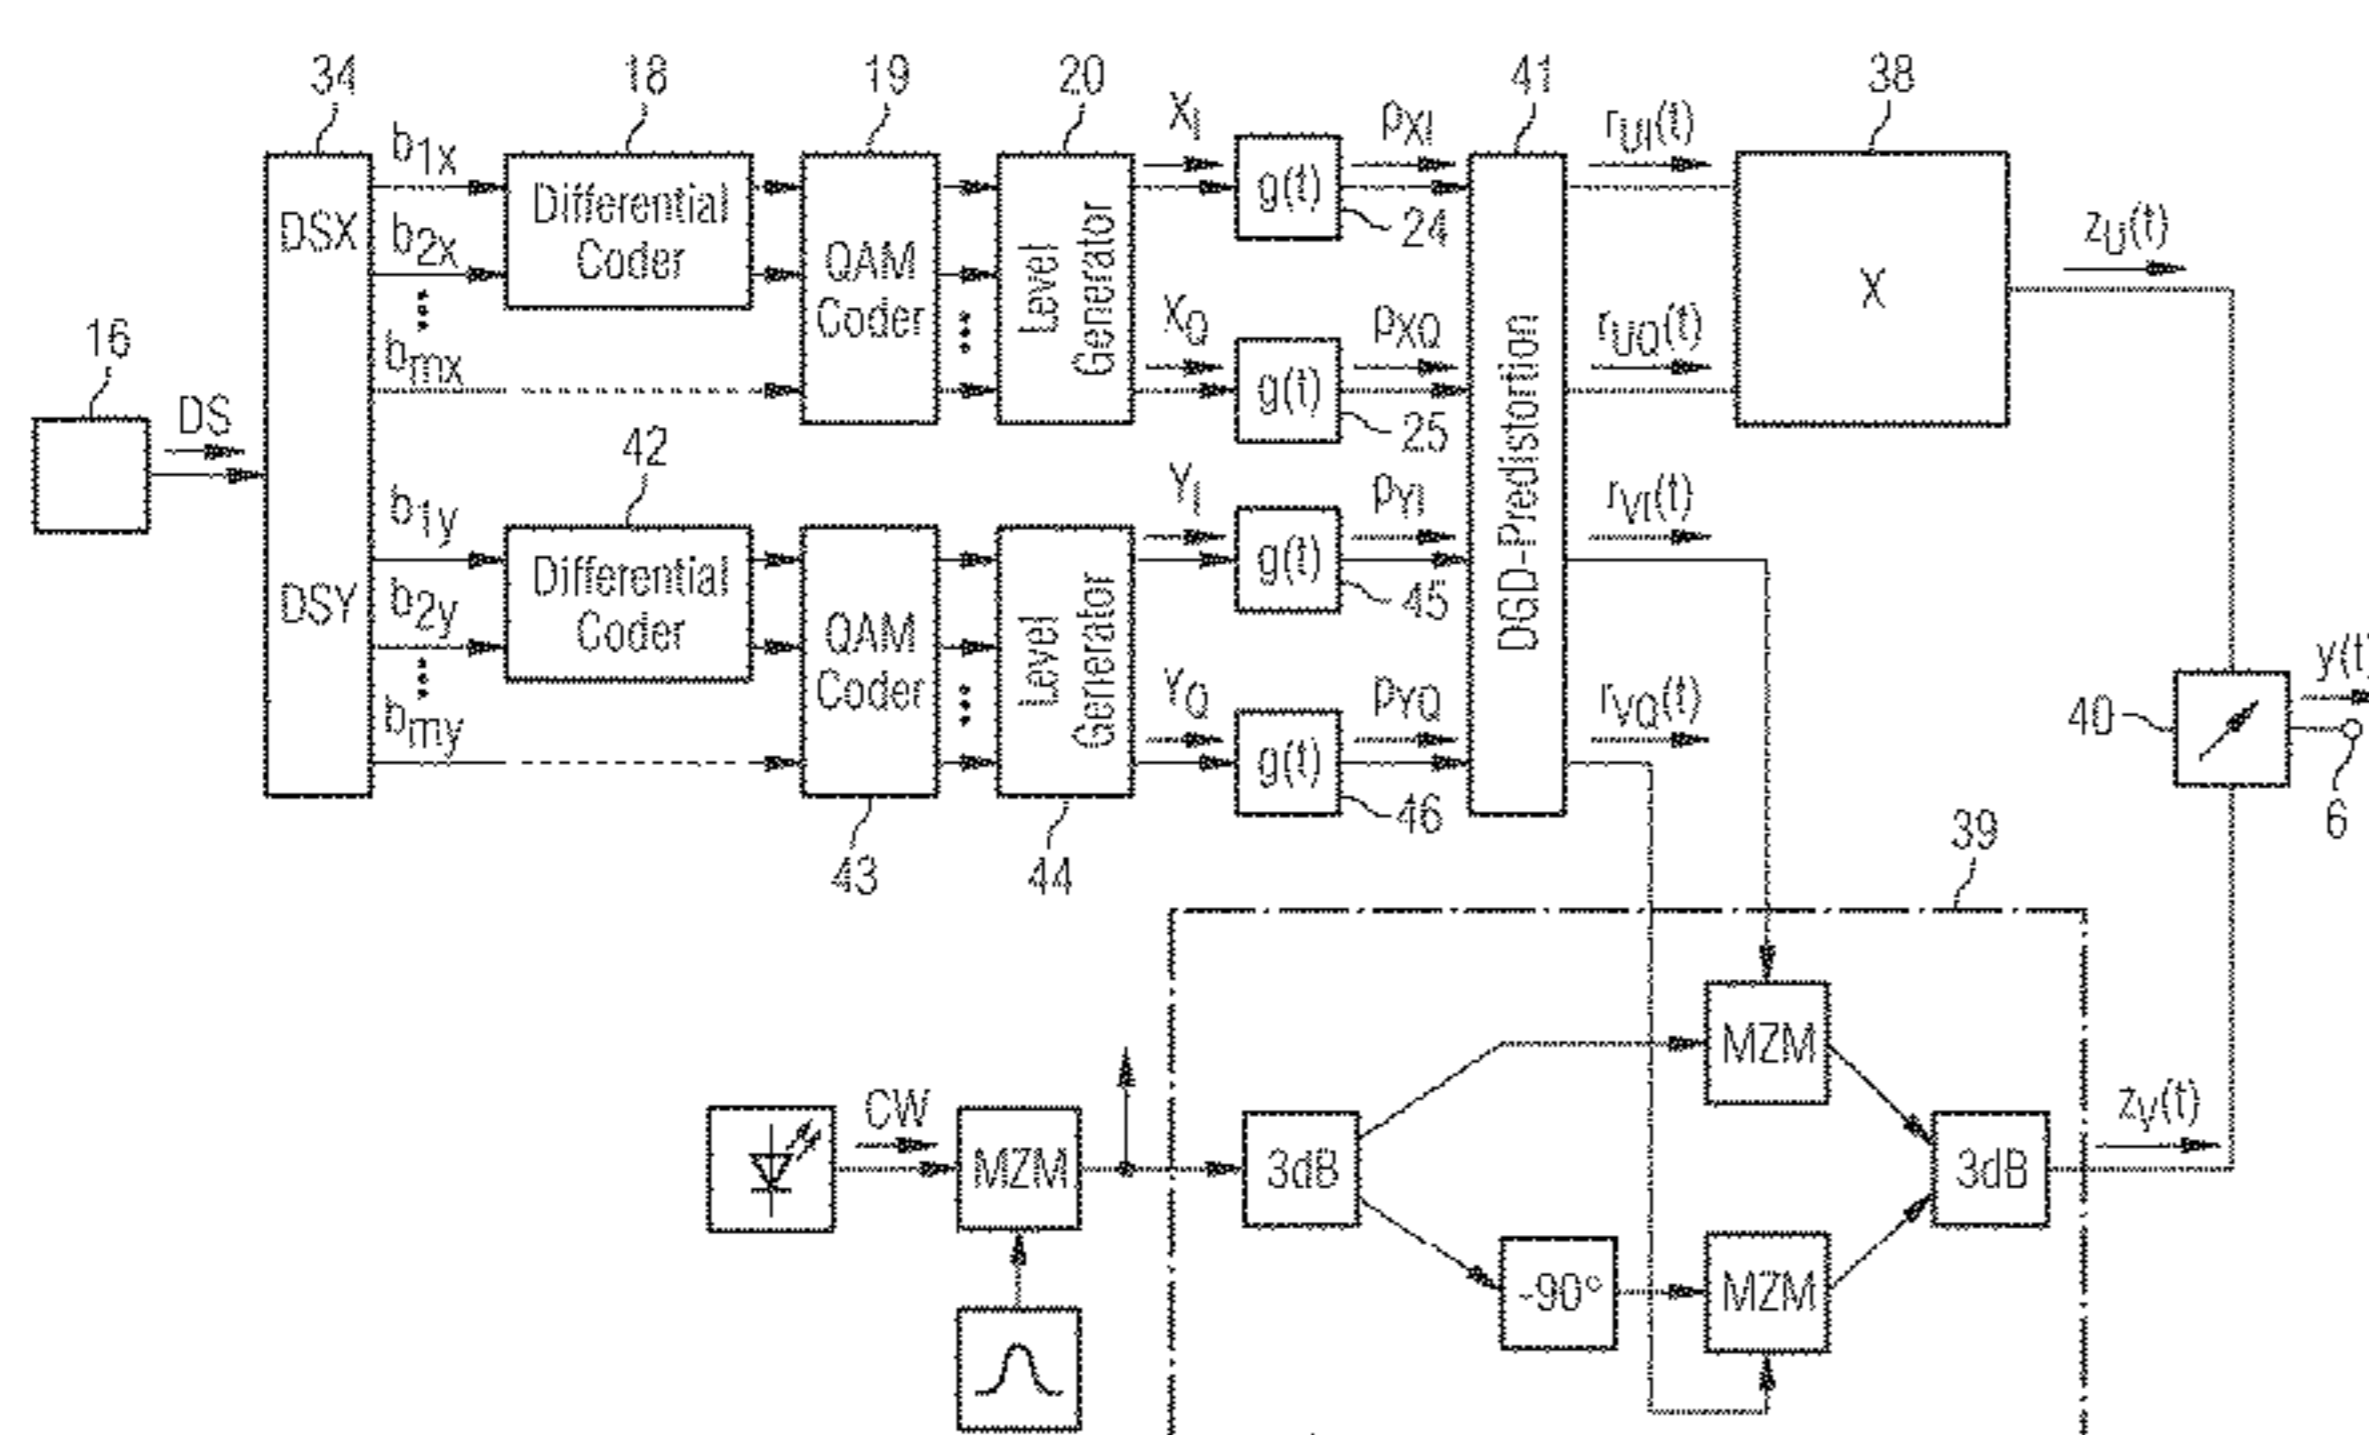 34
18
19
20
41
38
b1x
XI
pXI
rUI(t)
DSX
Differential
Coder
QAM
Coder
Level
Generator
g(t)
24
X
zU(t)
b2x
bmx
XQ
pXQ
rUQ(t)
g(t)
25
16
DS
42
DGD-Predistortion
b1y
YI
pYI
rVI(t)
DSY
Differential
Coder
QAM
Coder
Level
Generator
g(t)
45
b2y
bmy
YQ
pYQ
rVQ(t)
g(t)
46
40
y(t)
6
43
44
39
CW
MZM
3dB
MZM
-90°
MZM
3dB
zV(t)